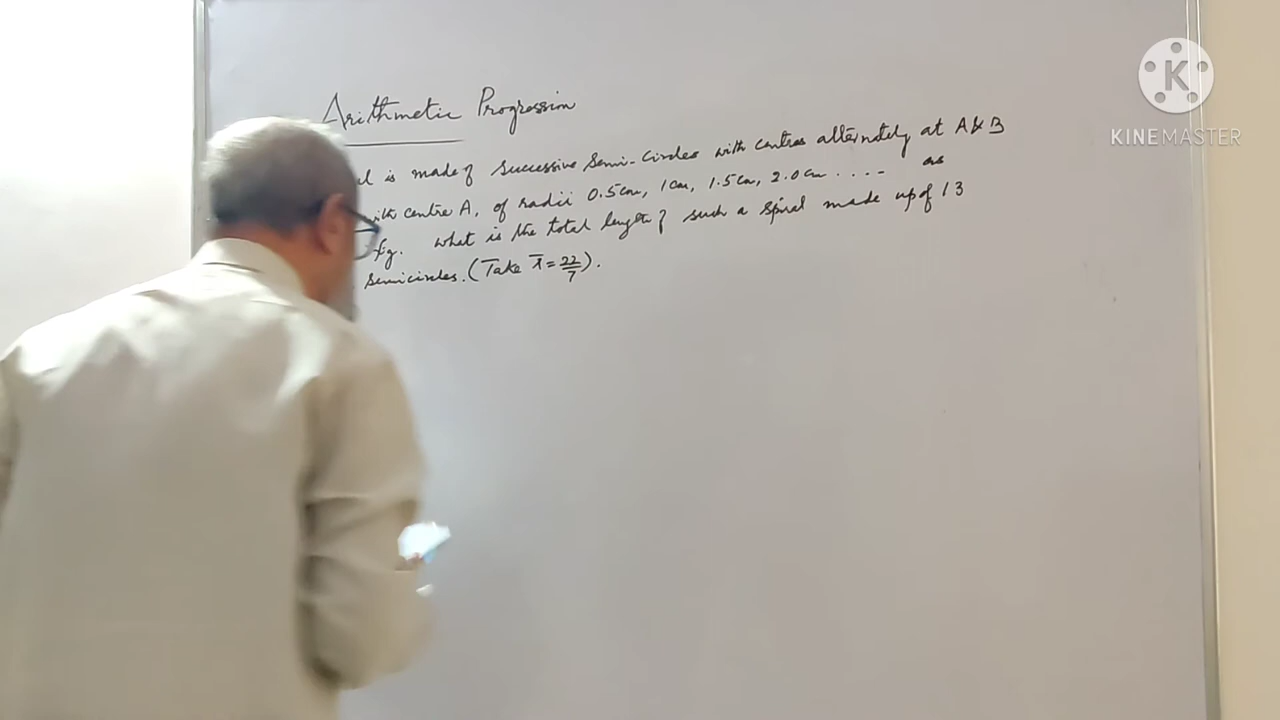 Arithmetic Progression
is made of Successive Semi-Circles with centres alternately at A & B
with centre A, of radii 0.5cm, 1cm, 1.5cm, 2.0cm ..... as
fig. what is the total length of such a spiral made up of 13
Semicircles. (Take π = 22/7).
K
KINEMASTER